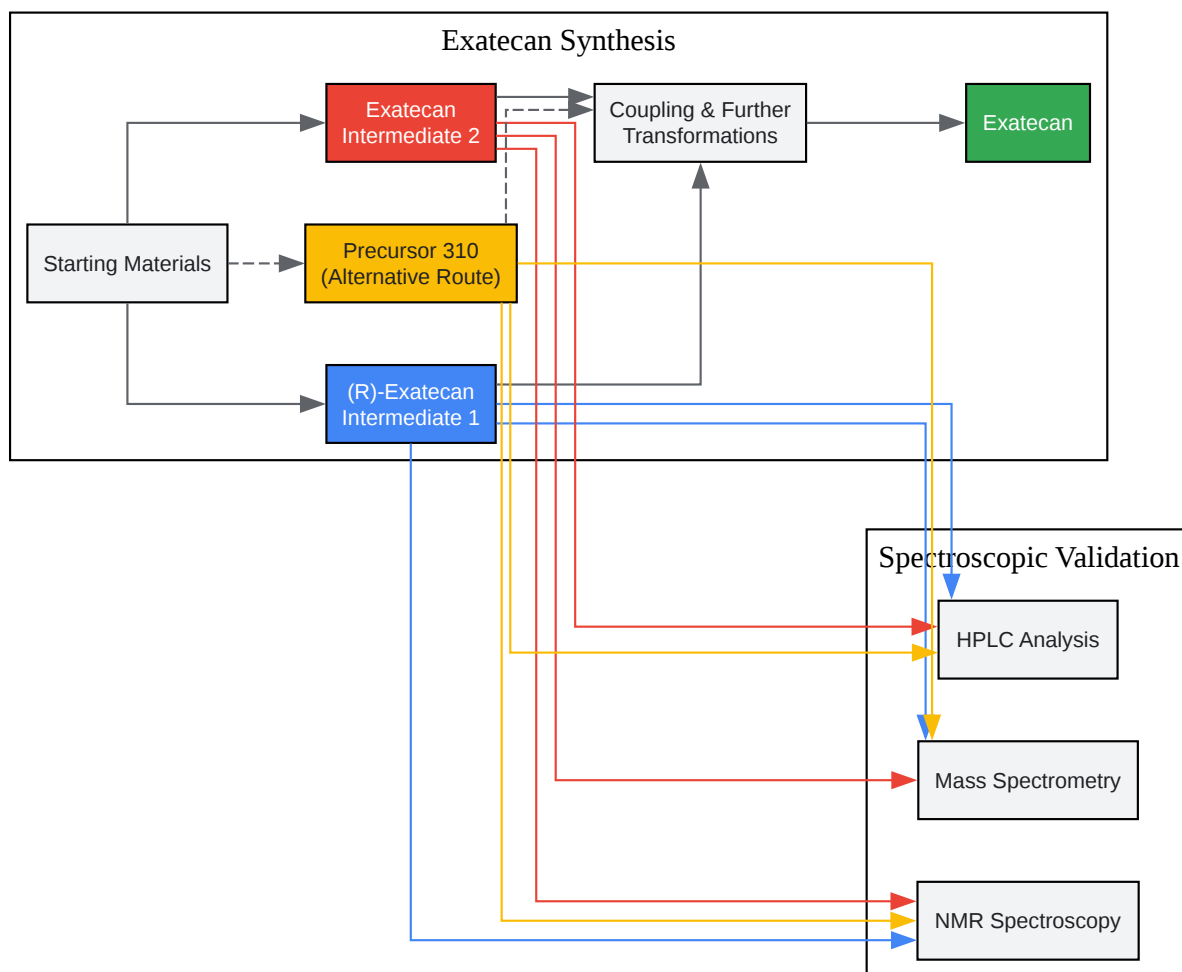 Exatecan Synthesis
Exatecan
Intermediate 2
Coupling & Further
Transformations
Exatecan
Starting Materials
Precursor 310
(Alternative Route)
(R)-Exatecan
Intermediate 1
Spectroscopic Validation
HPLC Analysis
Mass Spectrometry
NMR Spectroscopy